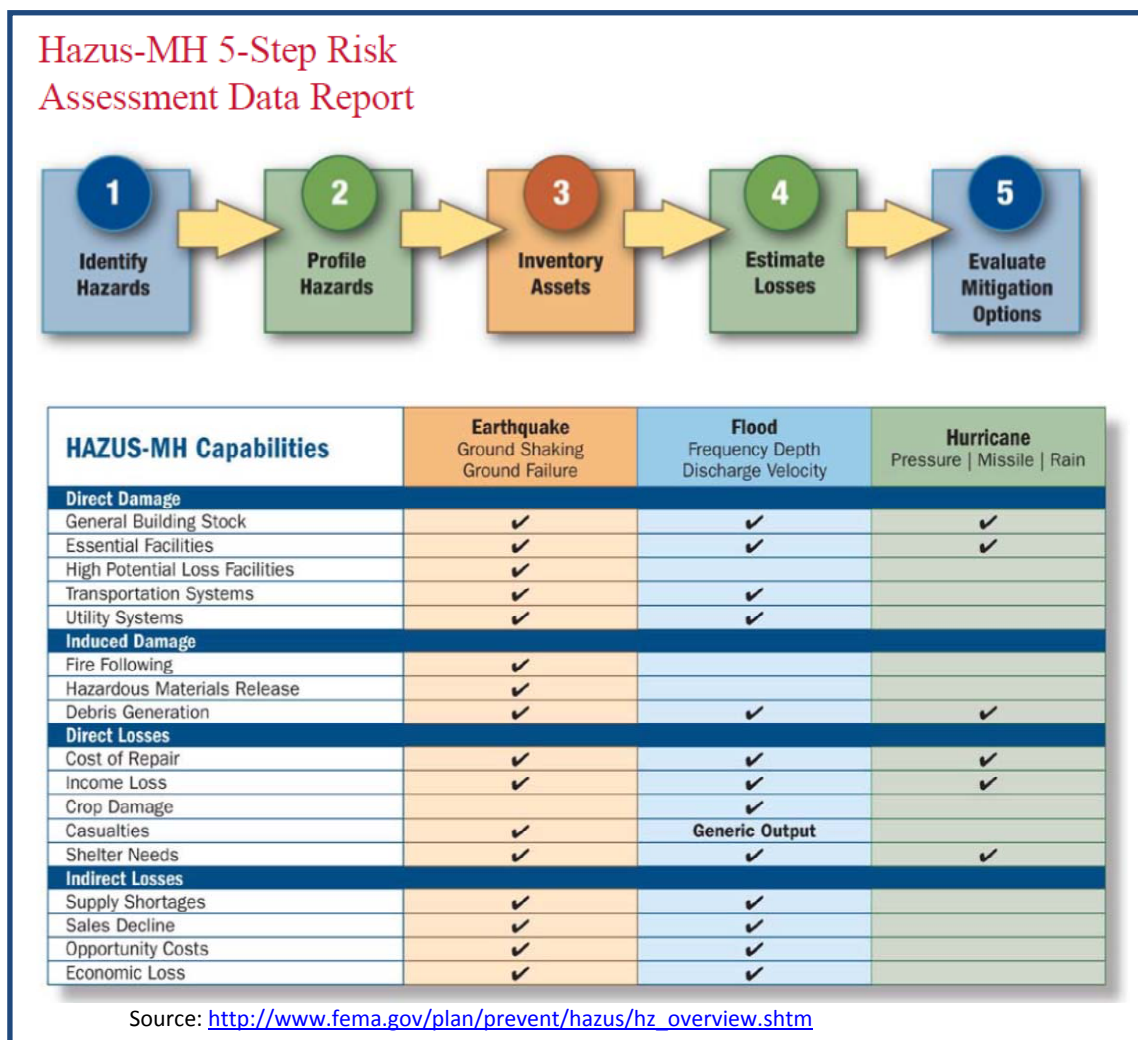 Hazus-MH 5-Step Risk
Assessment Data Report
1
Identify
Hazards
2
Profile
Hazards
3
Inventory
Assets
4
Estimate
Losses
5
Evaluate
Mitigation
Options
HAZUS-MH Capabilities
Earthquake
Ground Shaking
Ground Failure
Flood
Frequency Depth
Discharge Velocity
Hurricane
Pressure | Missile | Rain
Direct Damage
General Building Stock ✔ ✔ ✔
Essential Facilities ✔ ✔ ✔
High Potential Loss Facilities ✔
Transportation Systems ✔ ✔
Utility Systems ✔ ✔
Induced Damage
Fire Following ✔
Hazardous Materials Release ✔
Debris Generation ✔ ✔ ✔
Direct Losses
Cost of Repair ✔ ✔ ✔
Income Loss ✔ ✔ ✔
Crop Damage ✔
Casualties ✔ Generic Output
Shelter Needs ✔ ✔ ✔
Indirect Losses
Supply Shortages ✔ ✔
Sales Decline ✔ ✔
Opportunity Costs ✔ ✔
Economic Loss ✔ ✔
Source: http://www.fema.gov/plan/prevent/hazus/hz_overview.shtm